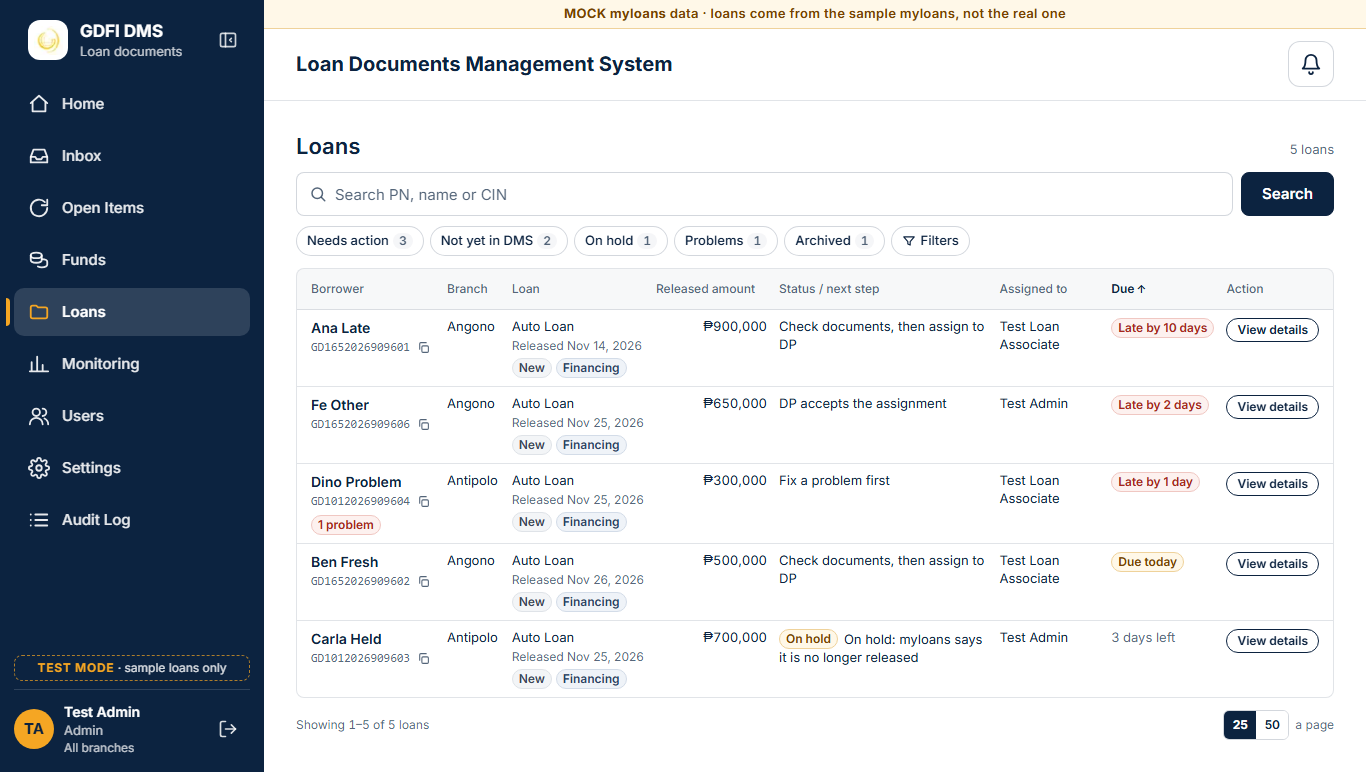 MOCK myloans data · loans come from the sample myloans, not the real one
GDFI DMS
Loan documents
Home
Inbox
Open Items
Funds
Loans
Monitoring
Users
Settings
Audit Log
TEST MODE · sample loans only
TA
Test Admin
Admin
All branches
Loan Documents Management System
Loans
5 loans
Search PN, name or CIN
Search
Needs action 3
Not yet in DMS 2
On hold 1
Problems 1
Archived 1
Filters
Borrower Branch Loan Released amount Status / next step Assigned to Due ↑ Action
Ana Late Angono Auto Loan ₱900,000 Check documents, then assign to Test Loan Late by 10 days View details
GD1652026909601 Released Nov 14, 2026 DP Associate
New Financing
Fe Other Angono Auto Loan ₱650,000 DP accepts the assignment Test Admin Late by 2 days View details
GD1652026909606 Released Nov 25, 2026
New Financing
Dino Problem Antipolo Auto Loan ₱300,000 Fix a problem first Test Loan Late by 1 day View details
GD1012026909604 Released Nov 25, 2026 Associate
1 problem New Financing
Ben Fresh Angono Auto Loan ₱500,000 Check documents, then assign to Test Loan Due today View details
GD1652026909602 Released Nov 26, 2026 DP Associate
New Financing
Carla Held Antipolo Auto Loan ₱700,000 On hold On hold: myloans says Test Admin 3 days left View details
GD1012026909603 Released Nov 25, 2026 it is no longer released
New Financing
Showing 1–5 of 5 loans
25 50 a page